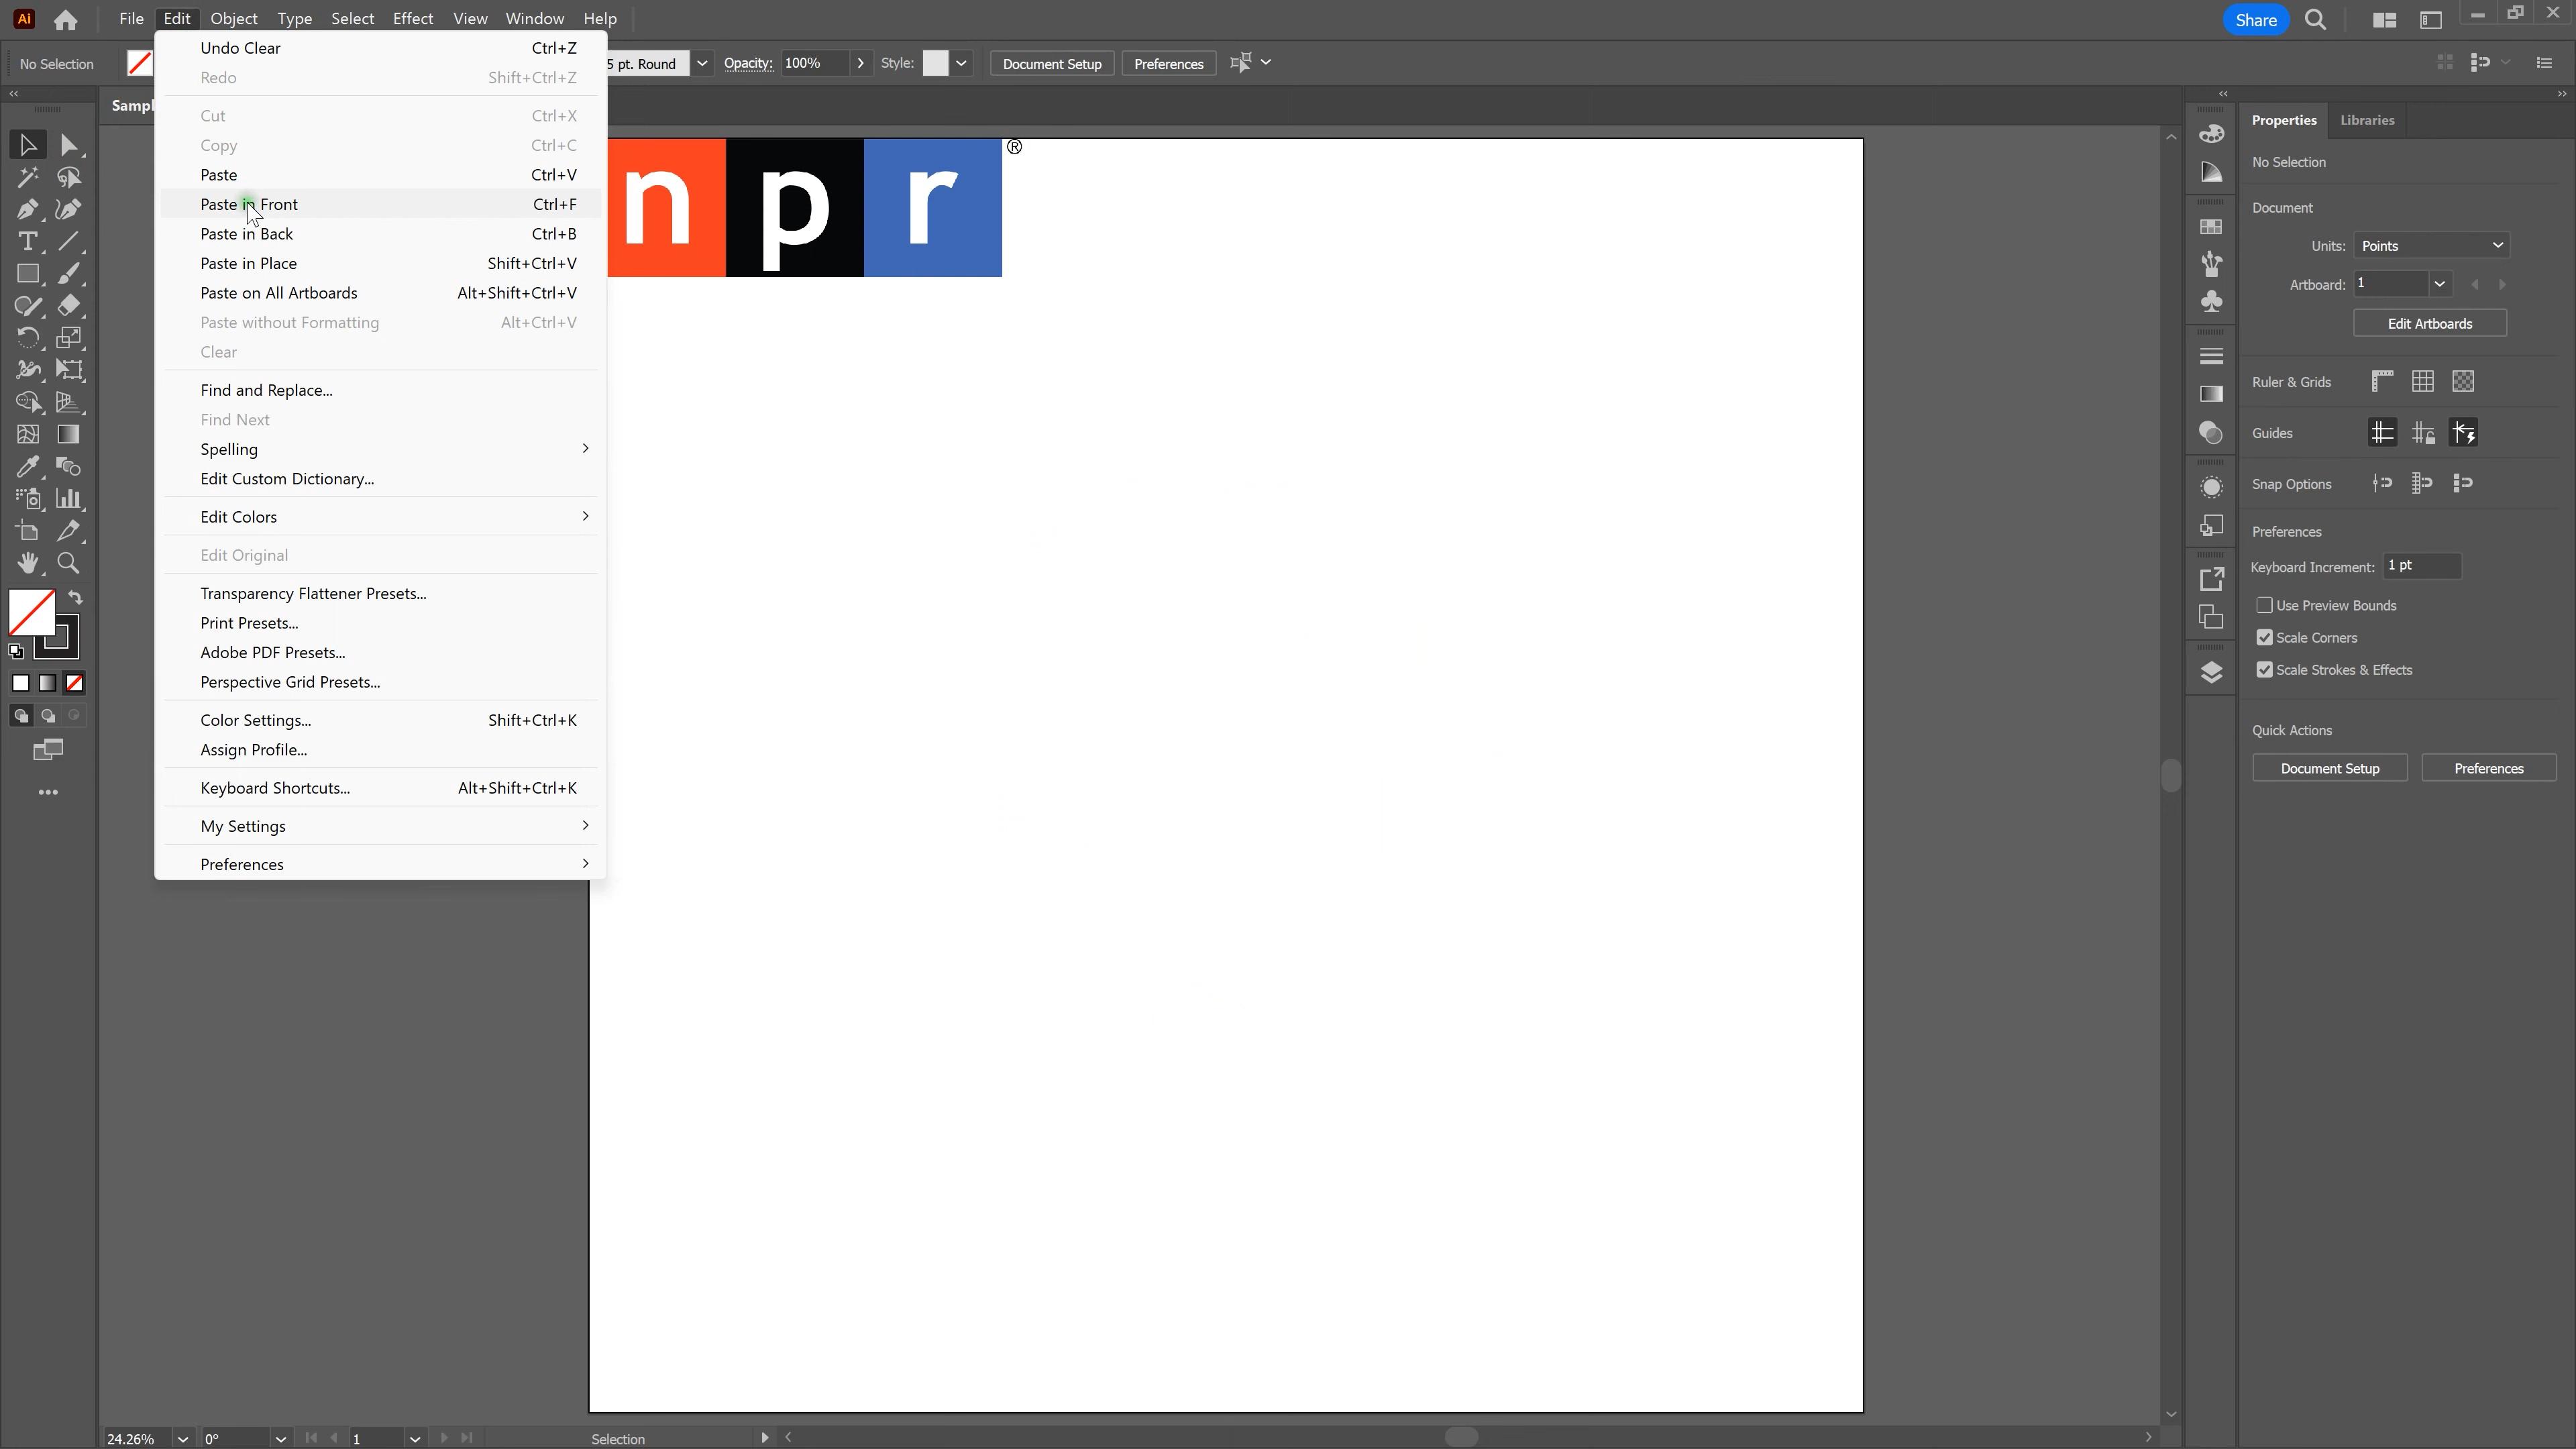 Ai File Edit Object Type Select Effect View Window Help Share
No Selection 5 pt. Round Opacity: 100% Style: Document Setup Preferences
Sampl
Undo Clear Ctrl+Z
Redo Shift+Ctrl+Z
Cut Ctrl+X
Copy Ctrl+C
Paste Ctrl+V
Paste in Front Ctrl+F
Paste in Back Ctrl+B
Paste in Place Shift+Ctrl+V
Paste on All Artboards Alt+Shift+Ctrl+V
Paste without Formatting Alt+Ctrl+V
Clear
Find and Replace...
Find Next
Spelling
Edit Custom Dictionary...
Edit Colors
Edit Original
Transparency Flattener Presets...
Print Presets...
Adobe PDF Presets...
Perspective Grid Presets...
Color Settings... Shift+Ctrl+K
Assign Profile...
Keyboard Shortcuts... Alt+Shift+Ctrl+K
My Settings
Preferences
n p r ®
Properties Libraries
No Selection
Document
Units: Points
Artboard: 1
Edit Artboards
Ruler & Grids
Guides
Snap Options
Preferences
Keyboard Increment: 1 pt
Use Preview Bounds
Scale Corners
Scale Strokes & Effects
Quick Actions
Document Setup Preferences
24.26% 0° 1 Selection